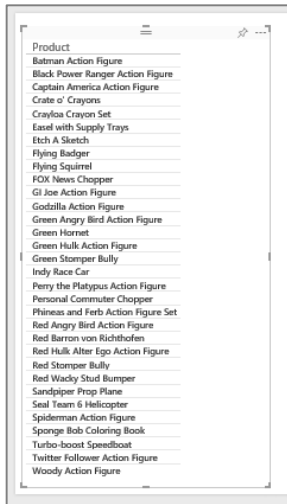 Product
Batman Action Figure
Black Power Ranger Action Figure
Captain America Action Figure
Crate o' Crayons
Crayloa Crayon Set
Easel with Supply Trays
Etch A Sketch
Flying Badger
Flying Squirrel
FOX News Chopper
GI Joe Action Figure
Godzilla Action Figure
Green Angry Bird Action Figure
Green Hornet
Green Hulk Action Figure
Green Stomper Bully
Indy Race Car
Perry the Platypus Action Figure
Personal Commuter Chopper
Phineas and Ferb Action Figure Set
Red Angry Bird Action Figure
Red Barron von Richthofen
Red Hulk Alter Ego Action Figure
Red Stomper Bully
Red Wacky Stud Bumper
Sandpiper Prop Plane
Seal Team 6 Helicopter
Spiderman Action Figure
Sponge Bob Coloring Book
Turbo-boost Speedboat
Twitter Follower Action Figure
Woody Action Figure